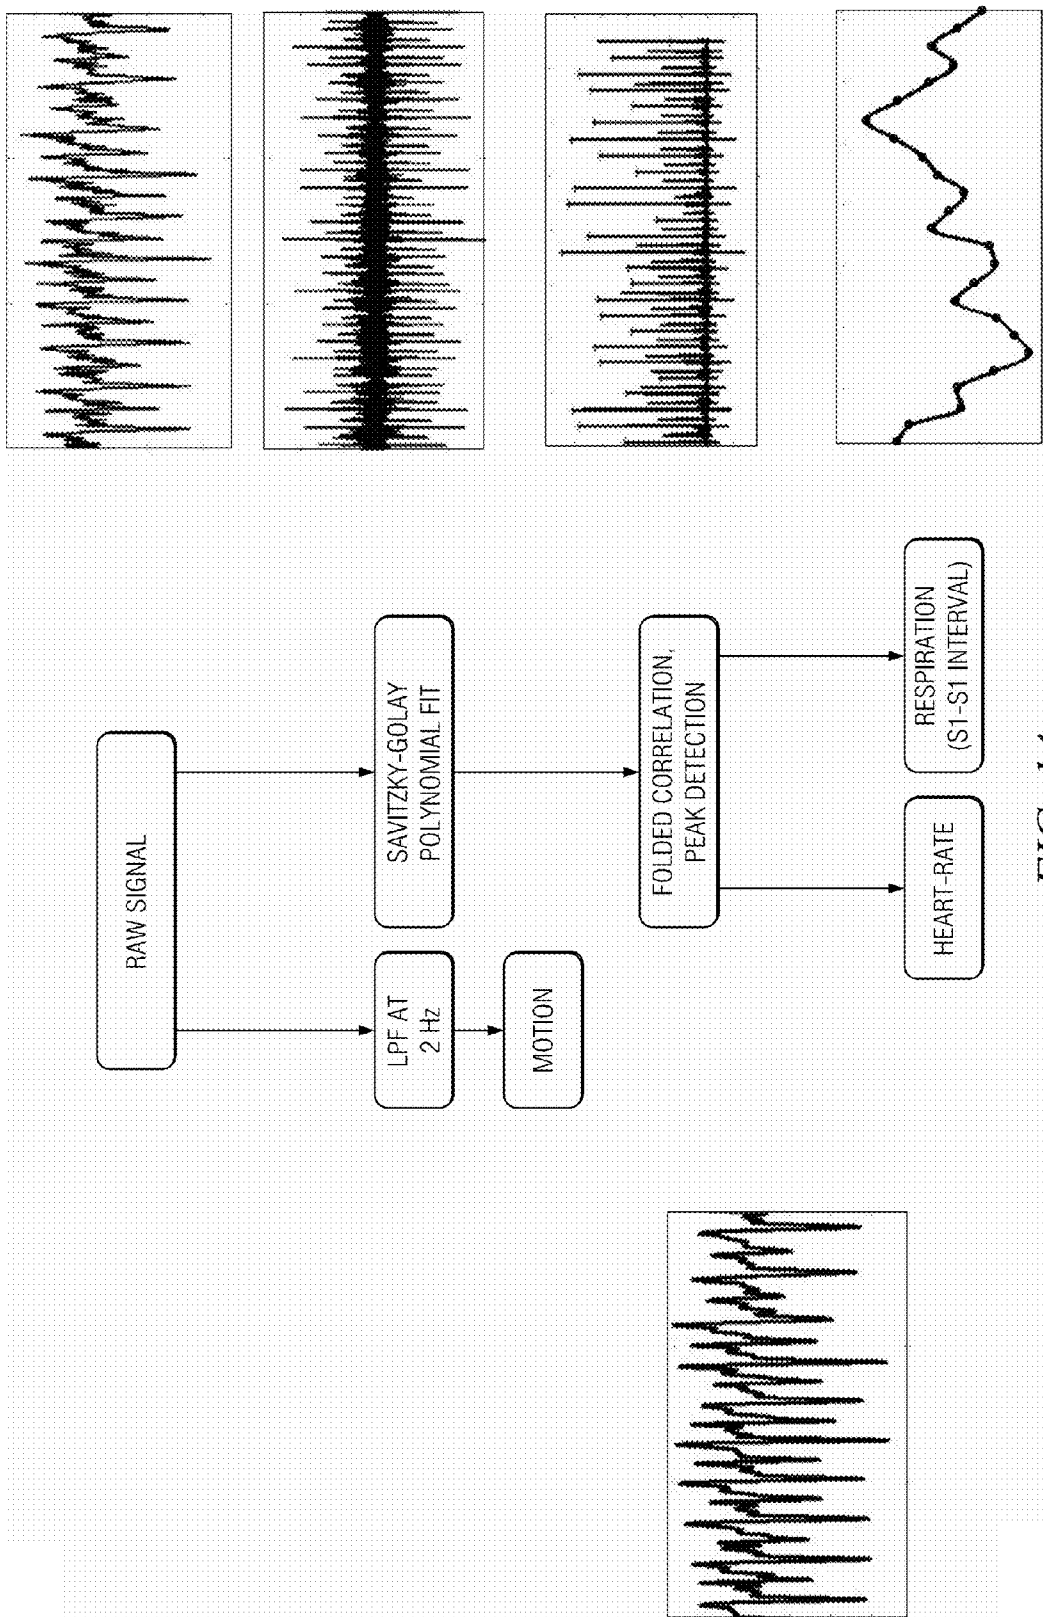 RAW SIGNAL
LPF AT
2 Hz
MOTION
SAVITZKY-GOLAY
POLYNOMIAL FIT
FOLDED CORRELATION,
PEAK DETECTION
HEART-RATE
RESPIRATION
(S1-S1 INTERVAL)